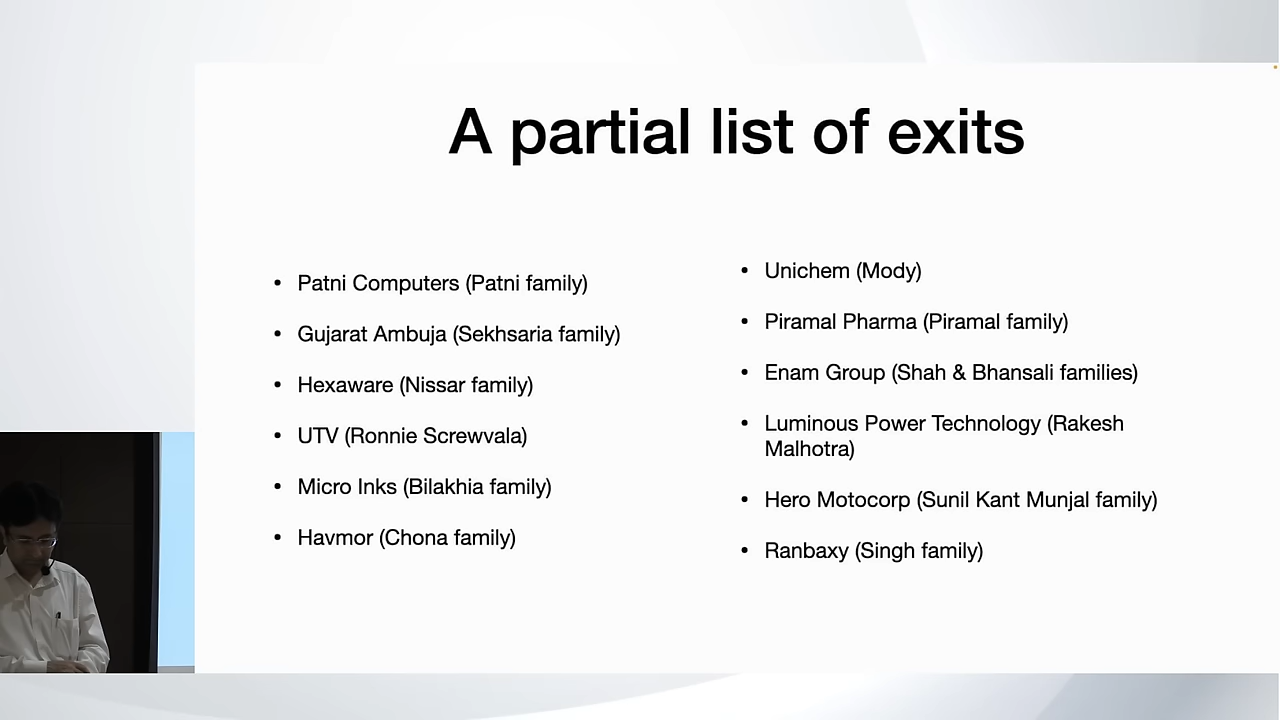 A partial list of exits
• Patni Computers (Patni family)
• Gujarat Ambuja (Sekhsaria family)
• Hexaware (Nissar family)
• UTV (Ronnie Screwvala)
• Micro Inks (Bilakhia family)
• Havmor (Chona family)
• Unichem (Mody)
• Piramal Pharma (Piramal family)
• Enam Group (Shah & Bhansali families)
• Luminous Power Technology (Rakesh
Malhotra)
• Hero Motocorp (Sunil Kant Munjal family)
• Ranbaxy (Singh family)